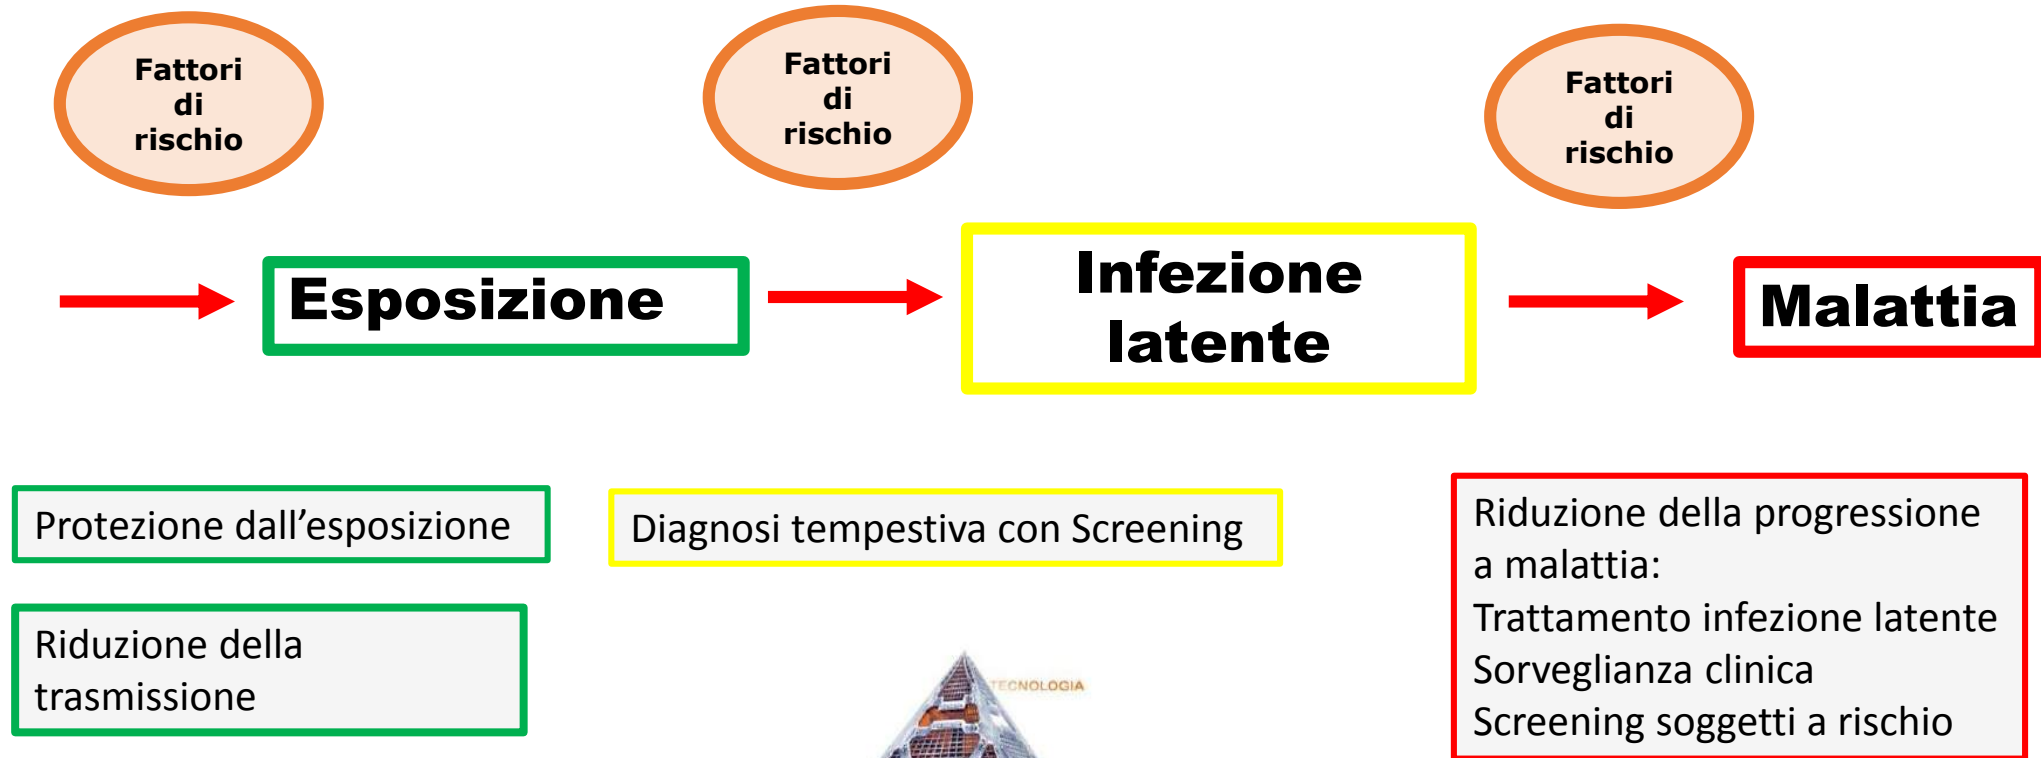 Fattori
di
rischio
Fattori
di
rischio
Fattori
di
rischio
Esposizione
Infezione
latente
Malattia
Protezione dall’esposizione
Diagnosi tempestiva con Screening
Riduzione della
trasmissione
Riduzione della progressione
a malattia:
Trattamento infezione latente
Sorveglianza clinica
Screening soggetti a rischio
TECNOLOGIA